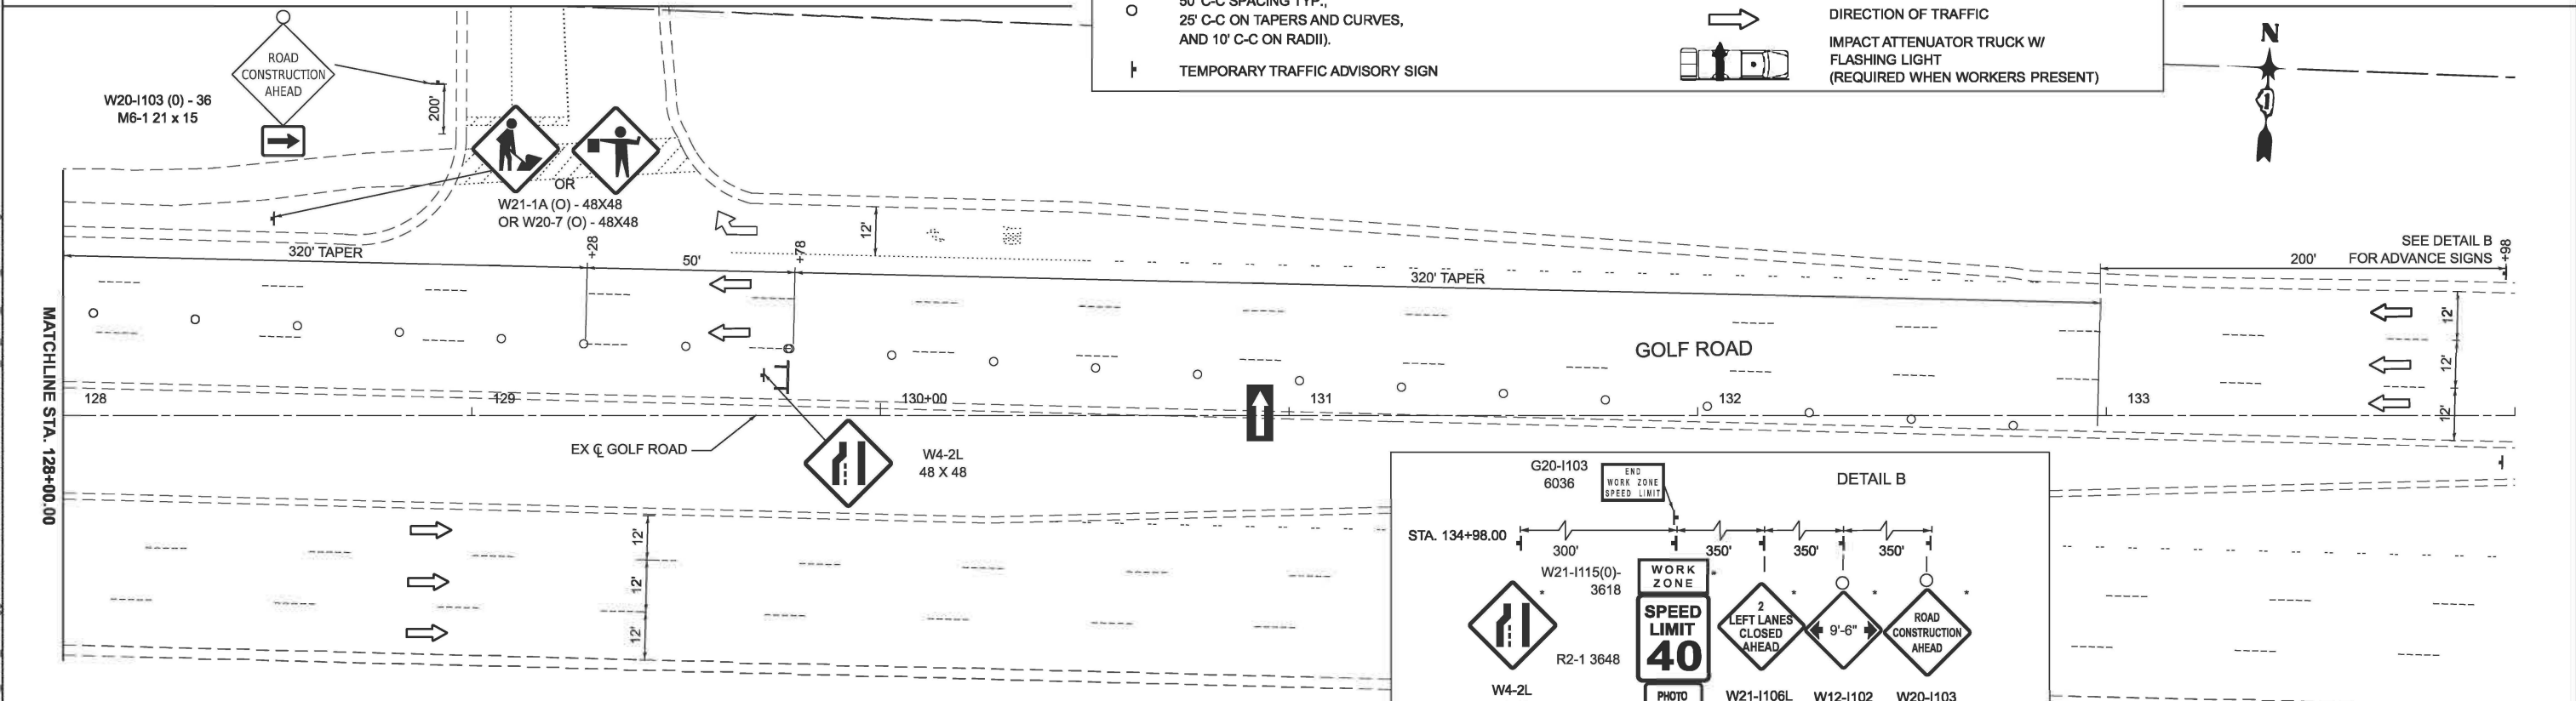 50' C-C SPACING TYP.,
25' C-C ON TAPERS AND CURVES,
AND 10' C-C ON RADII).
TEMPORARY TRAFFIC ADVISORY SIGN
DIRECTION OF TRAFFIC
IMPACT ATTENUATOR TRUCK W/
FLASHING LIGHT
(REQUIRED WHEN WORKERS PRESENT)
N
ROAD
CONSTRUCTION
AHEAD
W20-I103 (0) - 36
M6-1 21 x 15
200'
OR
W21-1A (O) - 48X48
OR W20-7 (O) - 48X48
320' TAPER
+28
50'
+78
12'
320' TAPER
SEE DETAIL B
FOR ADVANCE SIGNS
+98
200'
12'
12'
12'
GOLF ROAD
MATCHLINE STA. 128+00.00
128
129
130+00
131
132
133
EX ℄ GOLF ROAD
W4-2L
48 X 48
12'
12'
12'
DETAIL B
G20-I103
6036
END
WORK ZONE
SPEED LIMIT
STA. 134+98.00
300'
350'
350'
350'
W21-I115(0)-
3618
WORK
ZONE
*
SPEED
LIMIT
40
R2-1 3648
PHOTO
*
W4-2L
2
LEFT LANES
CLOSED
AHEAD
*
W21-I106L
9'-6"
*
W12-I102
ROAD
CONSTRUCTION
AHEAD
*
W20-I103